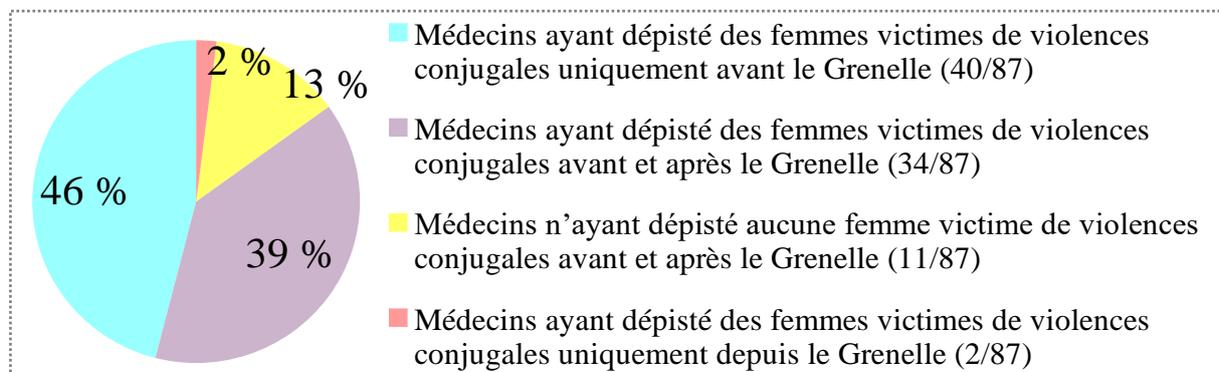 2 %
13 %
46 %
39 %
Médecins ayant dépisté des femmes victimes de violences
conjugales uniquement avant le Grenelle (40/87)
Médecins ayant dépisté des femmes victimes de violences
conjugales avant et après le Grenelle (34/87)
Médecins n’ayant dépisté aucune femme victime de violences
conjugales avant et après le Grenelle (11/87)
Médecins ayant dépisté des femmes victimes de violences
conjugales uniquement depuis le Grenelle (2/87)